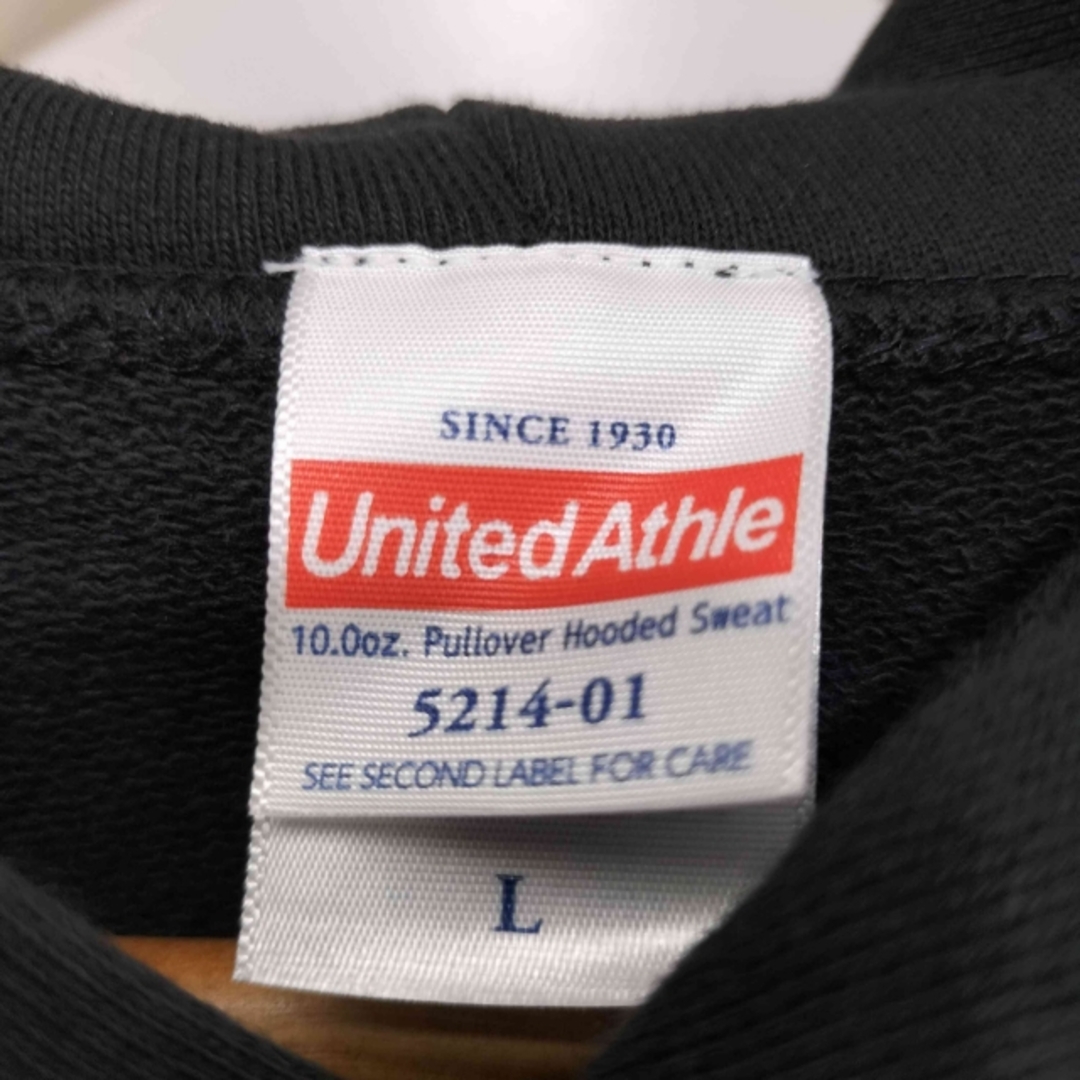 SINCE 1930
United Athle
10.0oz. Pullover Hooded Sweat
5214-01
SEE SECOND LABEL FOR CARE
L